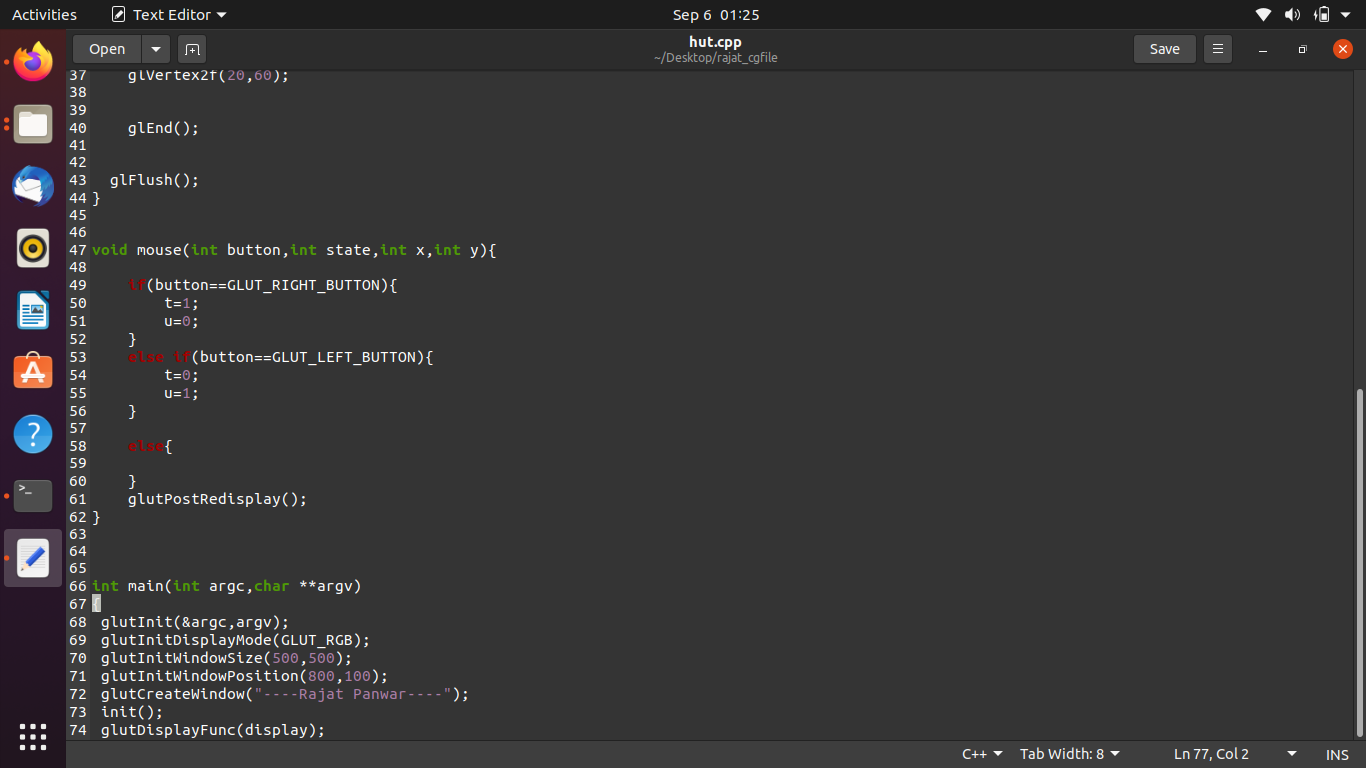 Activities Text Editor Sep 6 01:25
Open hut.cpp Save
~/Desktop/rajat_cgfile
37 glVertex2f(20,60);
38
39
40 glEnd();
41
42
43 glFlush();
44 }
45
46
47 void mouse(int button,int state,int x,int y){
48
49 if(button==GLUT_RIGHT_BUTTON){
50 t=1;
51 u=0;
52 }
53 else if(button==GLUT_LEFT_BUTTON){
54 t=0;
55 u=1;
56 }
57
58 else{
59
60 }
61 glutPostRedisplay();
62 }
63
64
65
66 int main(int argc,char **argv)
67 {
68 glutInit(&argc,argv);
69 glutInitDisplayMode(GLUT_RGB);
70 glutInitWindowSize(500,500);
71 glutInitWindowPosition(800,100);
72 glutCreateWindow("----Rajat Panwar----");
73 init();
74 glutDisplayFunc(display);
C++ Tab Width: 8 Ln 77, Col 2 INS